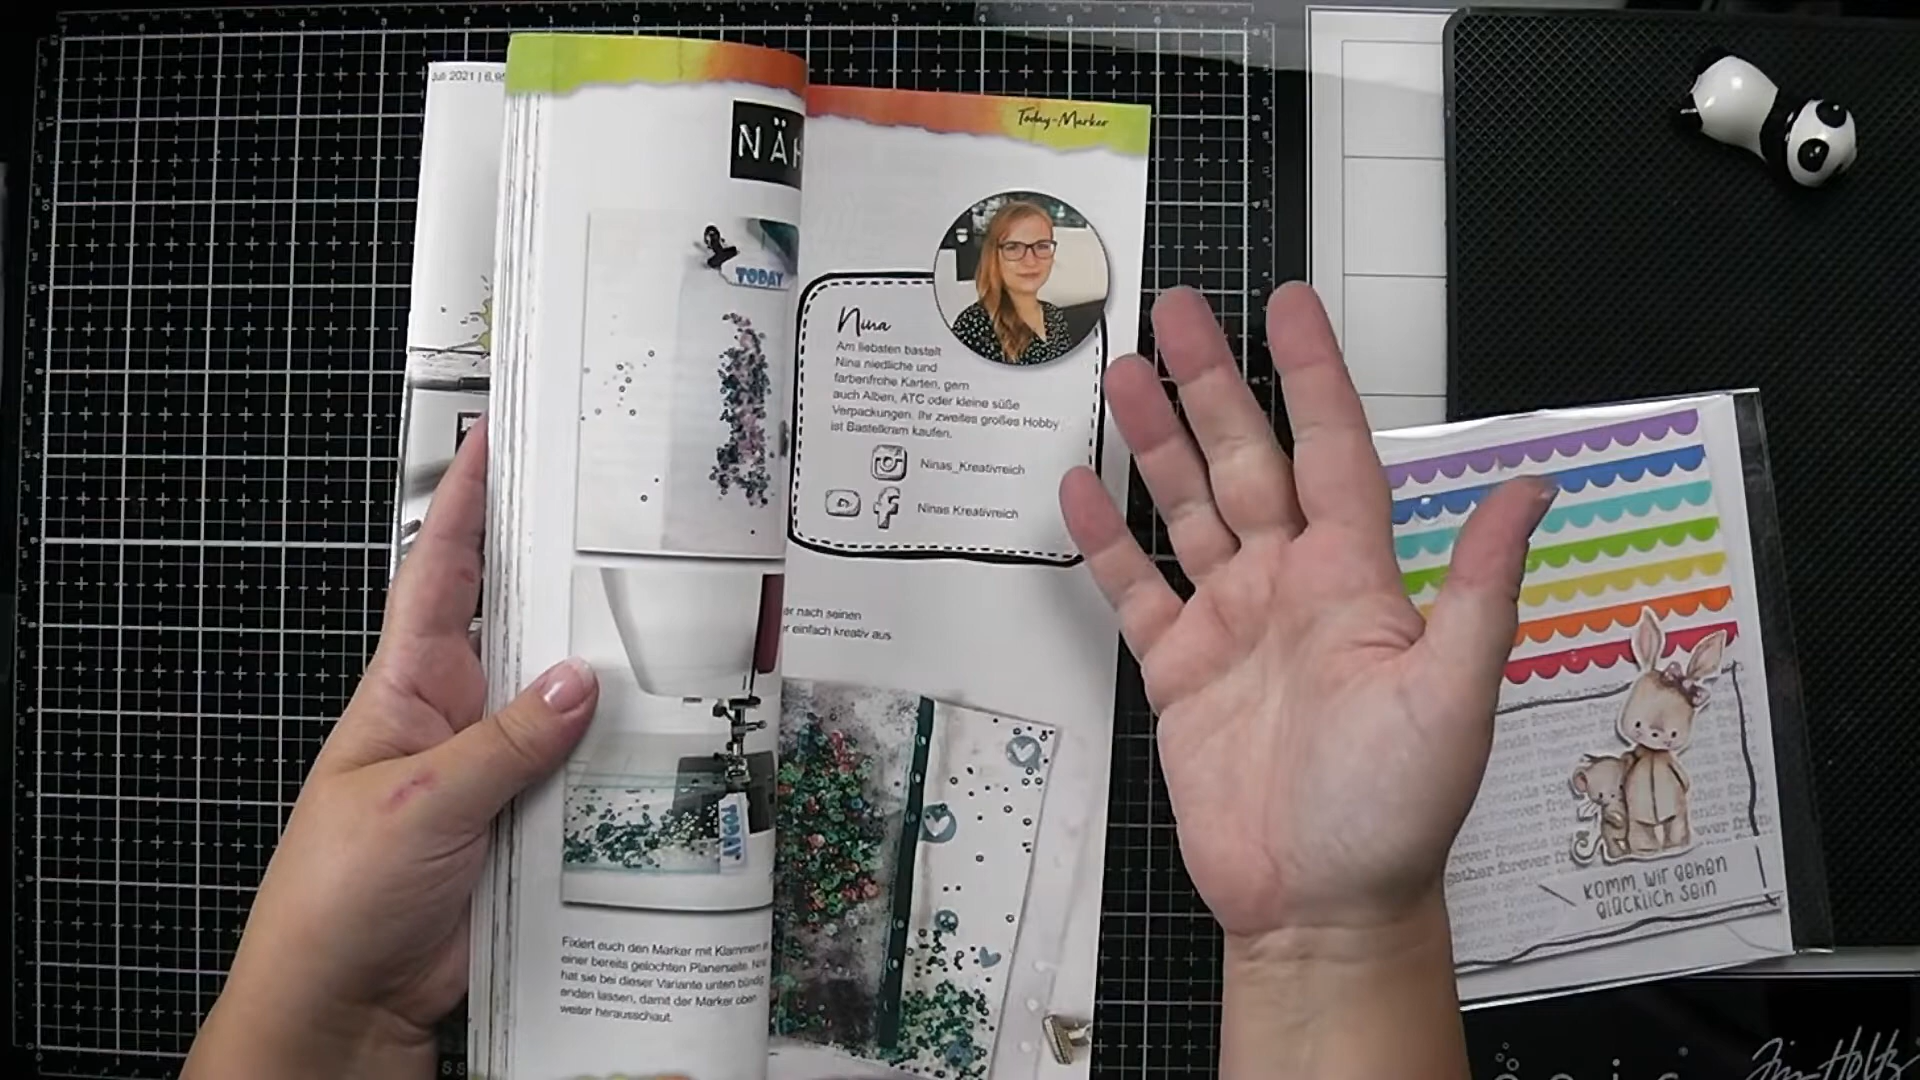 Juli 2021 | 6,95
NÄH
TODAY
TODAY
Fixiert euch den Marker mit Klammern
einer bereits gelochten Planerseite.
hat sie bei dieser Variante unten bündig
enden lassen, damit der Marker oben
weiter herausschaut.
Today-Marker
Nina
Am liebsten bastelt
Nina niedliche und
farbenfrohe Karten, gern
auch Alben, ATC oder kleine süße
Verpackungen. Ihr zweites großes Hobby
ist Bastelkram kaufen.
Ninas_Kreativreich
Ninas Kreativreich
er nach seinen
einfach kreativ aus.
KOMM, WIR GEHEN
GLÜCKLICH SEIN
Tim Holtz